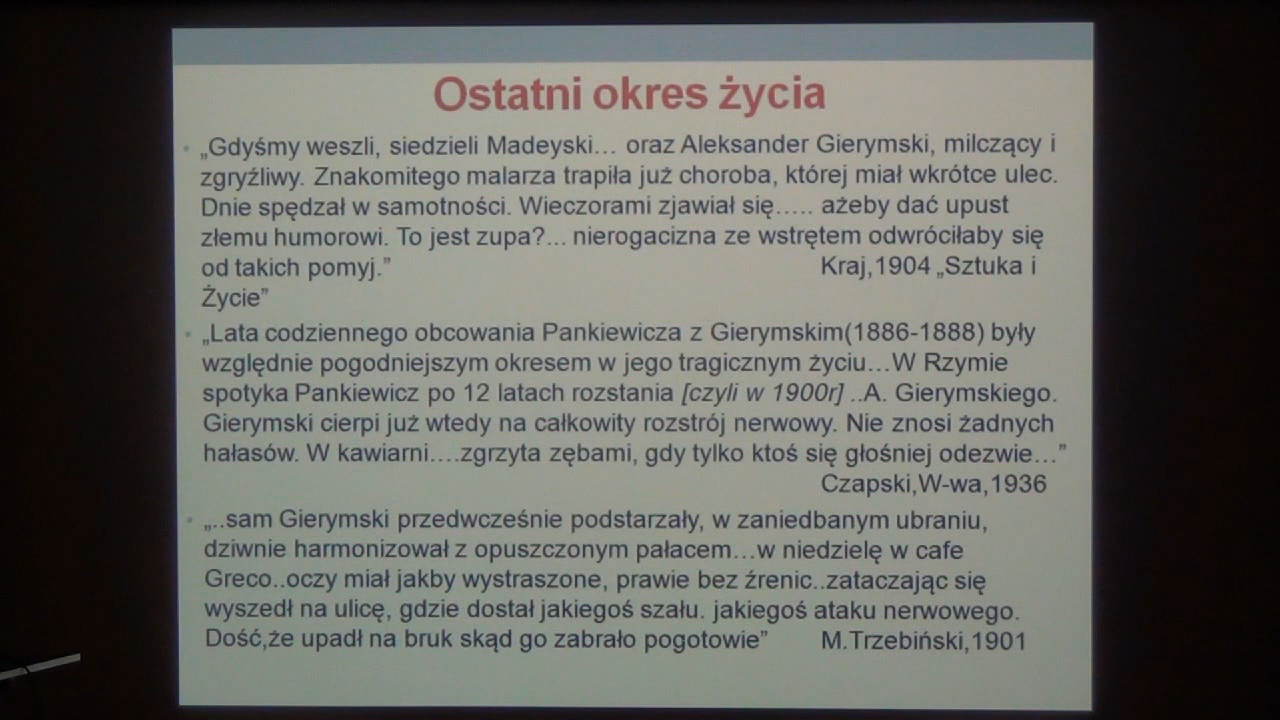 Ostatni okres życia
„Gdyśmy weszli, siedzieli Madeyski… oraz Aleksander Gierymski, milczący i
zgryźliwy. Znakomitego malarza trapiła już choroba, której miał wkrótce ulec.
Dnie spędzał w samotności. Wieczorami zjawiał się….. ażeby dać upust
złemu humorowi. To jest zupa?... nierogacizna ze wstrętem odwróciłaby się
od takich pomyj.” Kraj,1904 „Sztuka i
Życie”
„Lata codziennego obcowania Pankiewicza z Gierymskim(1886-1888) były
względnie pogodniejszym okresem w jego tragicznym życiu…W Rzymie
spotyka Pankiewicz po 12 latach rozstania [czyli w 1900r] ..A. Gierymskiego.
Gierymski cierpi już wtedy na całkowity rozstrój nerwowy. Nie znosi żadnych
hałasów. W kawiarni….zgrzyta zębami, gdy tylko ktoś się głośniej odezwie…”
Czapski,W-wa,1936
„..sam Gierymski przedwcześnie podstarzały, w zaniedbanym ubraniu,
dziwnie harmonizował z opuszczonym pałacem…w niedzielę w cafe
Greco..oczy miał jakby wystraszone, prawie bez źrenic..zataczając się
wyszedł na ulicę, gdzie dostał jakiegoś szału. jakiegoś ataku nerwowego.
Dość,że upadł na bruk skąd go zabrało pogotowie” M.Trzebiński,1901